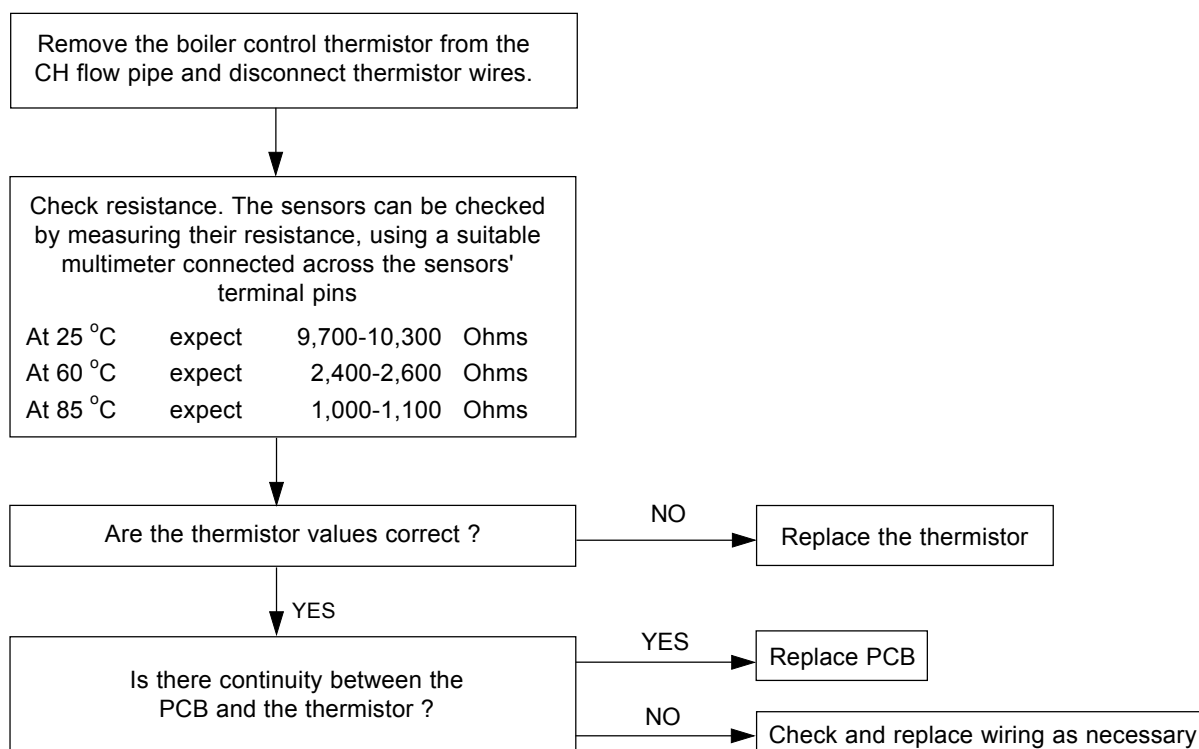 Remove the boiler control thermistor from the
CH flow pipe and disconnect thermistor wires.
Check resistance. The sensors can be checked
by measuring their resistance, using a suitable
multimeter connected across the sensors'
terminal pins
At 25 °C expect 9,700-10,300 Ohms
At 60 °C expect 2,400-2,600 Ohms
At 85 °C expect 1,000-1,100 Ohms
Are the thermistor values correct ?
NO
Replace the thermistor
YES
Is there continuity between the
PCB and the thermistor ?
YES
Replace PCB
NO
Check and replace wiring as necessary